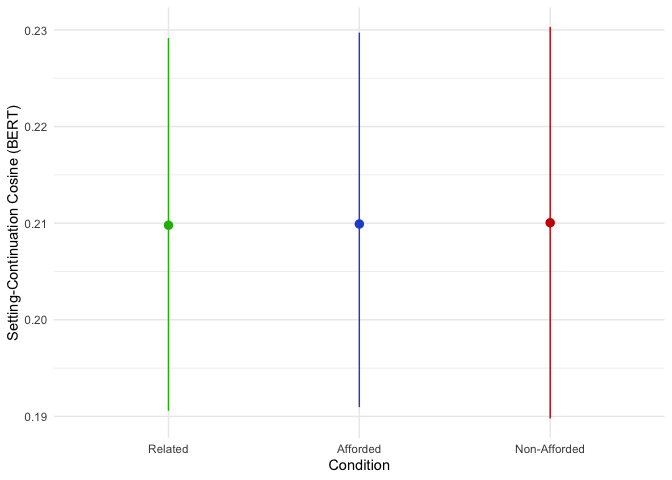 Setting-Continuation Cosine (BERT)
0.23
0.22
0.21
0.20
0.19
Related Afforded Non-Afforded
Condition